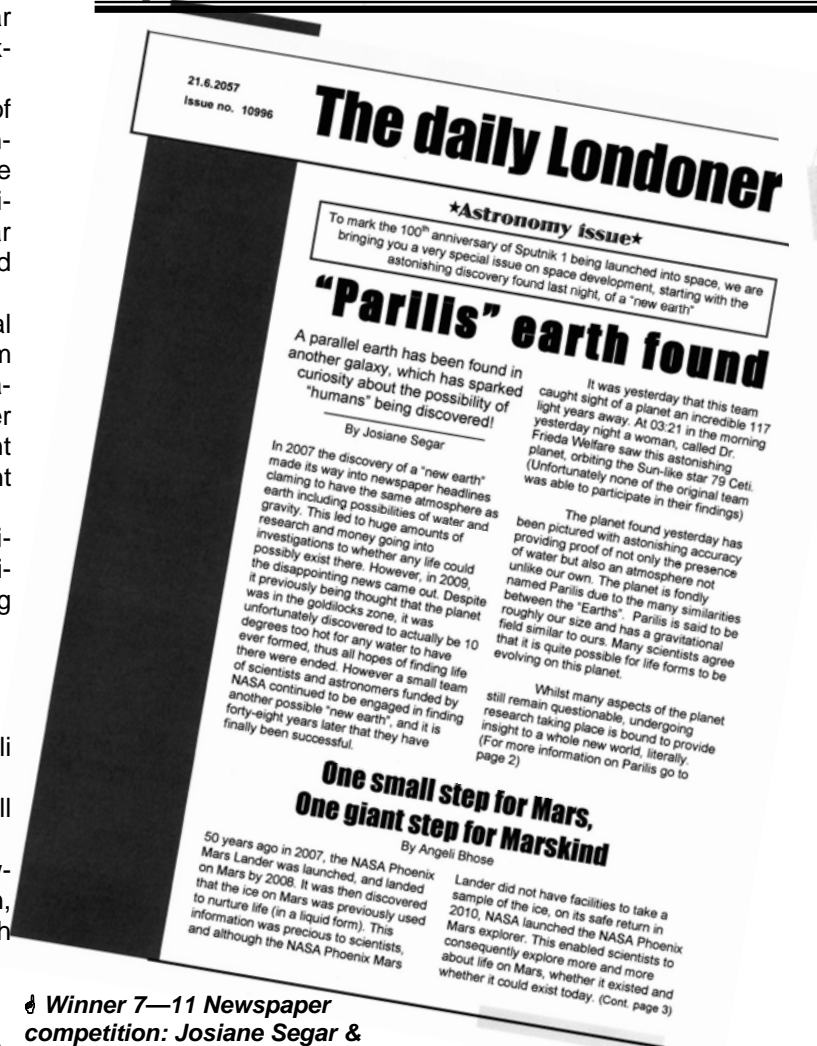 21.6.2057
Issue no. 10996
The daily Londoner
★Astronomy issue★
To mark the 100th anniversary of Sputnik 1 being launched into space, we are
bringing you a very special issue on space development, starting with the
astonishing discovery found last night, of a "new earth"
"Parilis" earth found
A parallel earth has been found in
another galaxy, which has sparked
curiosity about the possibility of
"humans" being discovered!
By Josiane Segar
In 2007 the discovery of a "new earth"
made its way into newspaper headlines
claming to have the same atmosphere as
earth including possibilities of water and
gravity. This led to huge amounts of
research and money going into
investigations to whether any life could
possibly exist there. However, in 2009,
the disappointing news came out. Despite
it previously being thought that the planet
was in the goldilocks zone, it was
unfortunately discovered to actually be 10
degrees too hot for any water to have
ever formed, thus all hopes of finding life
there were ended. However a small team
of scientists and astronomers funded by
NASA continued to be engaged in finding
another possible "new earth", and it is
forty-eight years later that they have
finally been successful.
It was yesterday that this team
caught sight of a planet an incredible 117
light years away. At 03:21 in the morning
yesterday night a woman, called Dr.
Frieda Welfare saw this astonishing
planet, orbiting the Sun-like star 79 Ceti.
(Unfortunately none of the original team
was able to participate in their findings)
The planet found yesterday has
been pictured with astonishing accuracy
providing proof of not only the presence
of water but also an atmosphere not
unlike our own. The planet is fondly
named Parilis due to the many similarities
between the "Earths". Parilis is said to be
roughly our size and has a gravitational
field similar to ours. Many scientists agree
that it is quite possible for life forms to be
evolving on this planet.
Whilst many aspects of the planet
still remain questionable, undergoing
research taking place is bound to provide
insight to a whole new world, literally.
(For more information on Parilis go to
page 2)
One small step for Mars,
One giant step for Marskind
By Angeli Bhose
50 years ago in 2007, the NASA Phoenix
Mars Lander was launched, and landed
on Mars by 2008. It was then discovered
that the ice on Mars was previously used
to nurture life (in a liquid form). This
information was precious to scientists,
and although the NASA Phoenix Mars
Lander did not have facilities to take a
sample of the ice, on its safe return in
2010, NASA launched the NASA Phoenix
Mars explorer. This enabled scientists to
consequently explore more and more
about life on Mars, whether it existed and
whether it could exist today. (Cont. page 3)
Winner 7—11 Newspaper
competition: Josiane Segar &